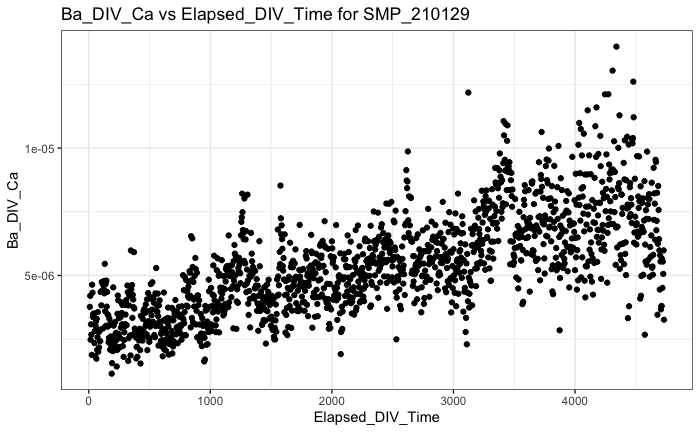 Ba_DIV_Ca vs Elapsed_DIV_Time for SMP_210129
1e-05
5e-06
Ba_DIV_Ca
0 1000 2000 3000 4000
Elapsed_DIV_Time